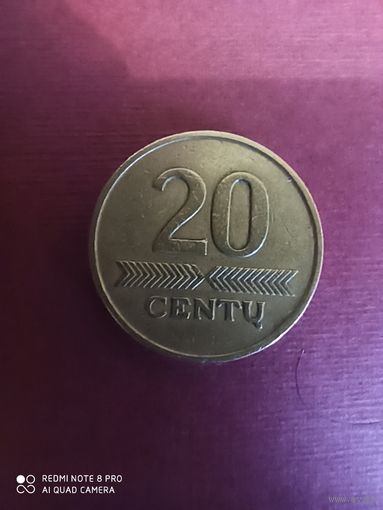 20
CENTŲ
REDMI NOTE 8 PRO
AI QUAD CAMERA